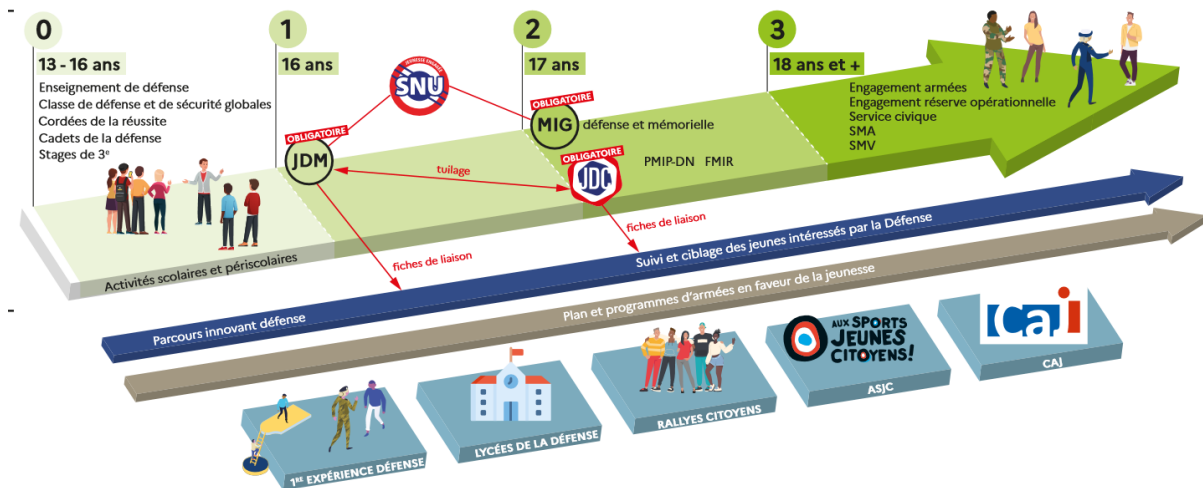 0
13 - 16 ans
Enseignement de défense
Classe de défense et de sécurité globales
Cordées de la réussite
Cadets de la défense
Stages de 3e
Activités scolaires et périscolaires
1
16 ans
OBLIGATOIRE
JDM
JEUNESSE ENGAGÉE
SNU
2
17 ans
OBLIGATOIRE
MIG
défense et mémorielle
OBLIGATOIRE
JDC
PMIP-DN FMIR
tuilage
3
18 ans et +
Engagement armées
Engagement réserve opérationnelle
Service civique
SMA
SMV
fiches de liaison
fiches de liaison
Parcours innovant défense
Suivi et ciblage des jeunes intéressés par la Défense
Plan et programmes d'armées en faveur de la jeunesse
1RE EXPÉRIENCE DÉFENSE
LYCÉES DE LA DÉFENSE
RALLYES CITOYENS
AUX SPORTS
JEUNES
CITOYENS!
ASJC
caj
CAJ